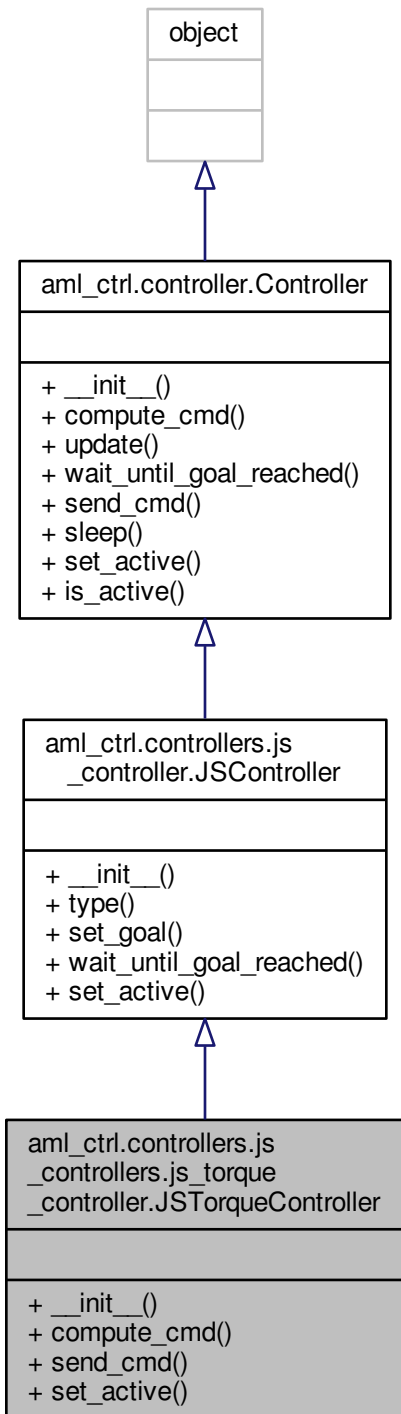 object
aml_ctrl.controller.Controller
+ __init__()
+ compute_cmd()
+ update()
+ wait_until_goal_reached()
+ send_cmd()
+ sleep()
+ set_active()
+ is_active()
aml_ctrl.controllers.js
_controller.JSController
+ __init__()
+ type()
+ set_goal()
+ wait_until_goal_reached()
+ set_active()
aml_ctrl.controllers.js
_controllers.js_torque
_controller.JSTorqueController
+ __init__()
+ compute_cmd()
+ send_cmd()
+ set_active()